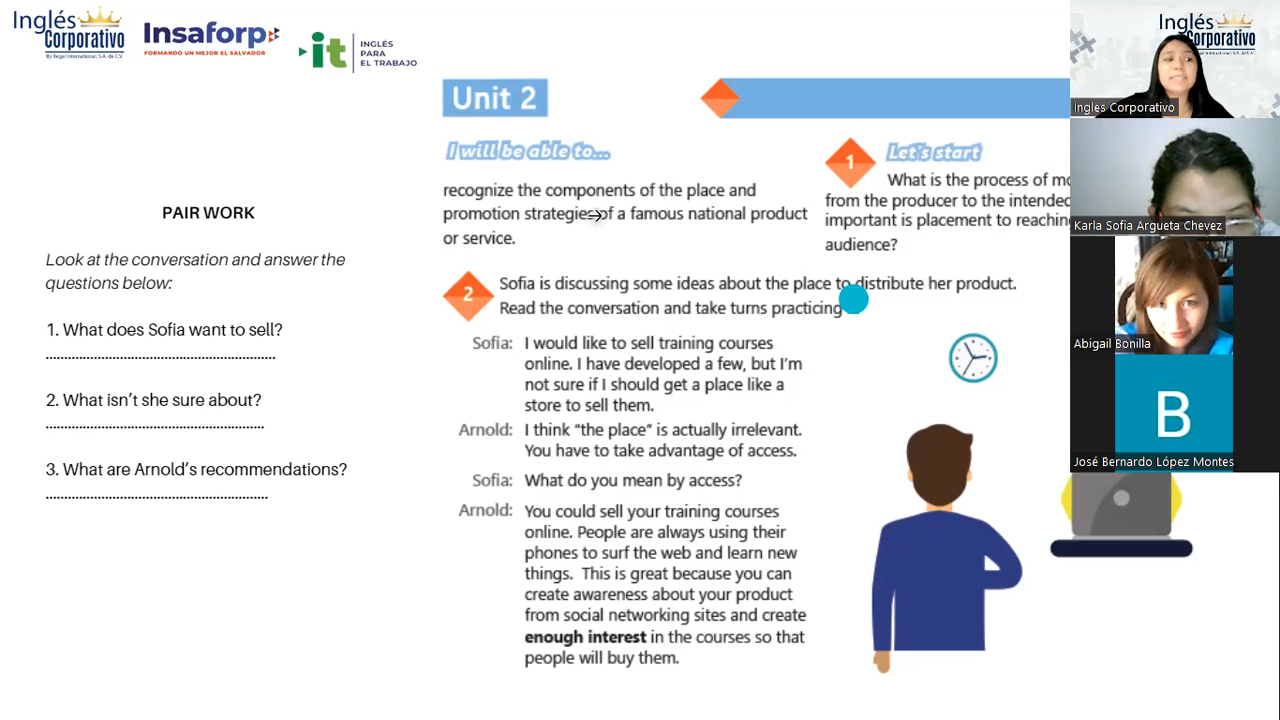 Inglés
Corporativo
By Regal International, S.A. de C.V.
Insaforp
FORMANDO UN MEJOR EL SALVADOR
it
INGLÉS
PARA
EL TRABAJO
PAIR WORK
Look at the conversation and answer the
questions below:
1. What does Sofia want to sell?
2. What isn't she sure about?
3. What are Arnold's recommendations?
Unit 2
I will be able to...
recognize the components of the place and
promotion strategies of a famous national product
or service.
1
Let's start
What is the process of
from the producer to the intended
important is placement to reaching
audience?
2
Sofia is discussing some ideas about the place to distribute her product.
Read the conversation and take turns practicing
Sofia: I would like to sell training courses
online. I have developed a few, but I'm
not sure if I should get a place like a
store to sell them.
Arnold: I think "the place" is actually irrelevant.
You have to take advantage of access.
Sofia: What do you mean by access?
Arnold: You could sell your training courses
online. People are always using their
phones to surf the web and learn new
things. This is great because you can
create awareness about your product
from social networking sites and create
enough interest in the courses so that
people will buy them.
Inglés
Corporativo
Ingles Corporativo
Karla Sofia Argueta Chevez
Abigail Bonilla
B
José Bernardo López Montes